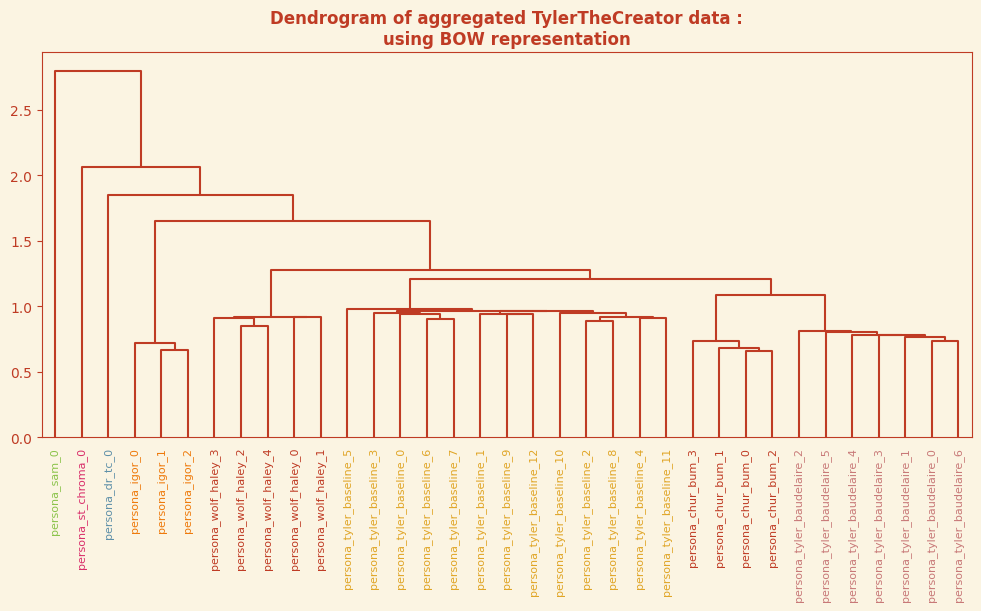 Dendrogram of aggregated TylerTheCreator data :
using BOW representation
2.5
2.0
1.5
1.0
0.5
0.0
persona_sam_0
persona_st_chroma_0
persona_dr_tc_0
persona_igor_0
persona_igor_1
persona_igor_2
persona_wolf_haley_3
persona_wolf_haley_2
persona_wolf_haley_4
persona_wolf_haley_0
persona_wolf_haley_1
persona_tyler_baseline_5
persona_tyler_baseline_3
persona_tyler_baseline_0
persona_tyler_baseline_6
persona_tyler_baseline_7
persona_tyler_baseline_1
persona_tyler_baseline_9
persona_tyler_baseline_12
persona_tyler_baseline_10
persona_tyler_baseline_2
persona_tyler_baseline_8
persona_tyler_baseline_4
persona_tyler_baseline_11
persona_chur_bum_3
persona_chur_bum_1
persona_chur_bum_0
persona_chur_bum_2
persona_tyler_baudelaire_2
persona_tyler_baudelaire_5
persona_tyler_baudelaire_4
persona_tyler_baudelaire_3
persona_tyler_baudelaire_1
persona_tyler_baudelaire_0
persona_tyler_baudelaire_6